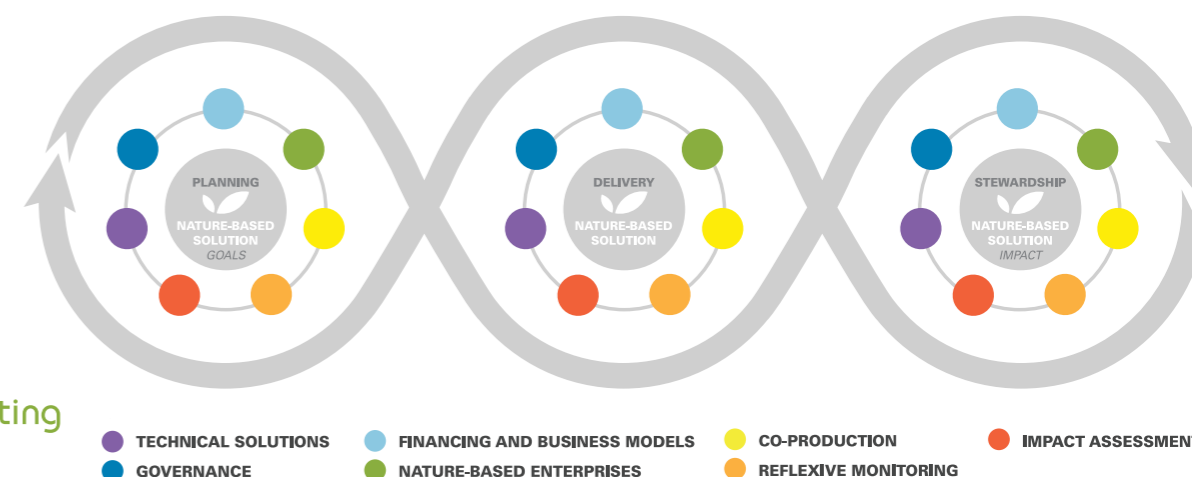 PLANNING
NATURE-BASED
SOLUTION
GOALS
DELIVERY
NATURE-BASED
SOLUTION
STEWARDSHIP
NATURE-BASED
SOLUTION
IMPACT
ting
TECHNICAL SOLUTIONS
FINANCING AND BUSINESS MODELS
CO-PRODUCTION
IMPACT ASSESSMENT
GOVERNANCE
NATURE-BASED ENTERPRISES
REFLEXIVE MONITORING